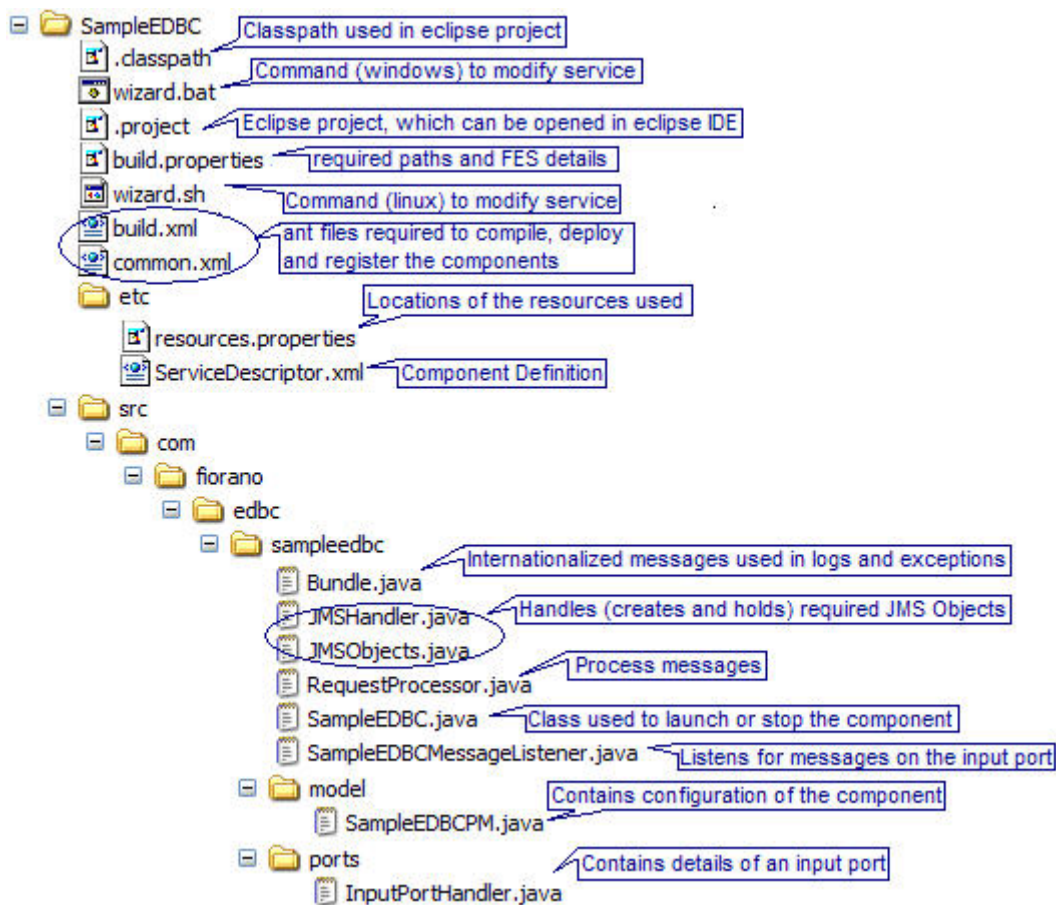 SampleEDBC
Classpath used in eclipse project
.classpath
Command (windows) to modify service
wizard.bat
.project
Eclipse project, which can be opened in eclipse IDE
build.properties
required paths and FES details
wizard.sh
Command (linux) to modify service
build.xml
ant files required to compile, deploy
and register the components
common.xml
etc
Locations of the resources used
resources.properties
ServiceDescriptor.xml
Component Definition
src
com
fiorano
edbc
sampleedbc
Internationalized messages used in logs and exceptions
Bundle.java
JMSHandler.java
Handles (creates and holds) required JMS Objects
JMSObjects.java
Process messages
RequestProcessor.java
SampleEDBC.java
Class used to launch or stop the component
SampleEDBCMessageListener.java
Listens for messages on the input port
model
Contains configuration of the component
SampleEDBCPM.java
ports
Contains details of an input port
InputPortHandler.java